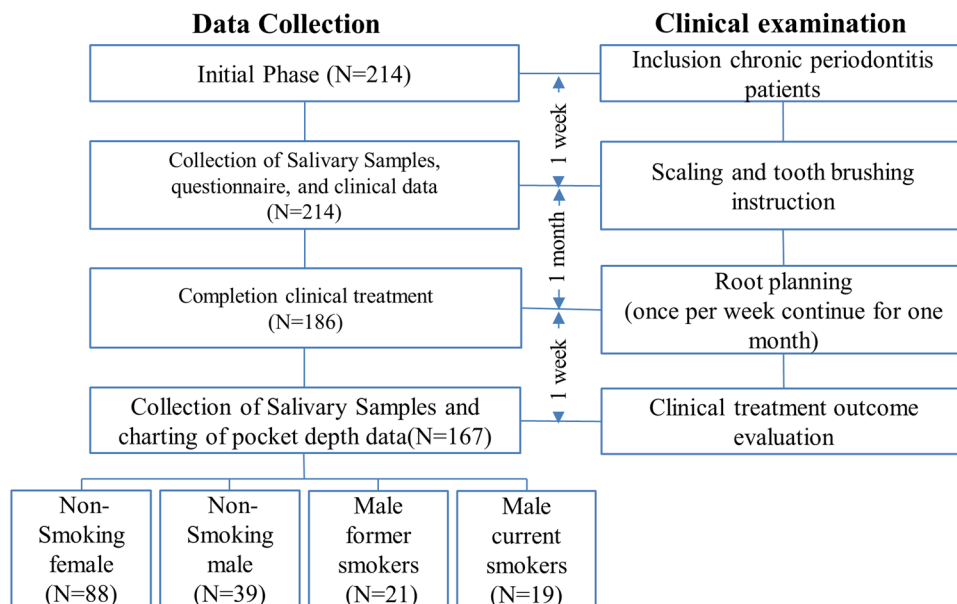 Data Collection
Clinical examination
Initial Phase (N=214)
Inclusion chronic periodontitis
patients
1 week
Collection of Salivary Samples,
questionnaire, and clinical data
(N=214)
Scaling and tooth brushing
instruction
1 month
Completion clinical treatment
(N=186)
Root planning
(once per week continue for one
month)
1 week
Collection of Salivary Samples and
charting of pocket depth data(N=167)
Clinical treatment outcome
evaluation
Non-
Smoking
female
(N=88)
Non-
Smoking
male
(N=39)
Male
former
smokers
(N=21)
Male
current
smokers
(N=19)